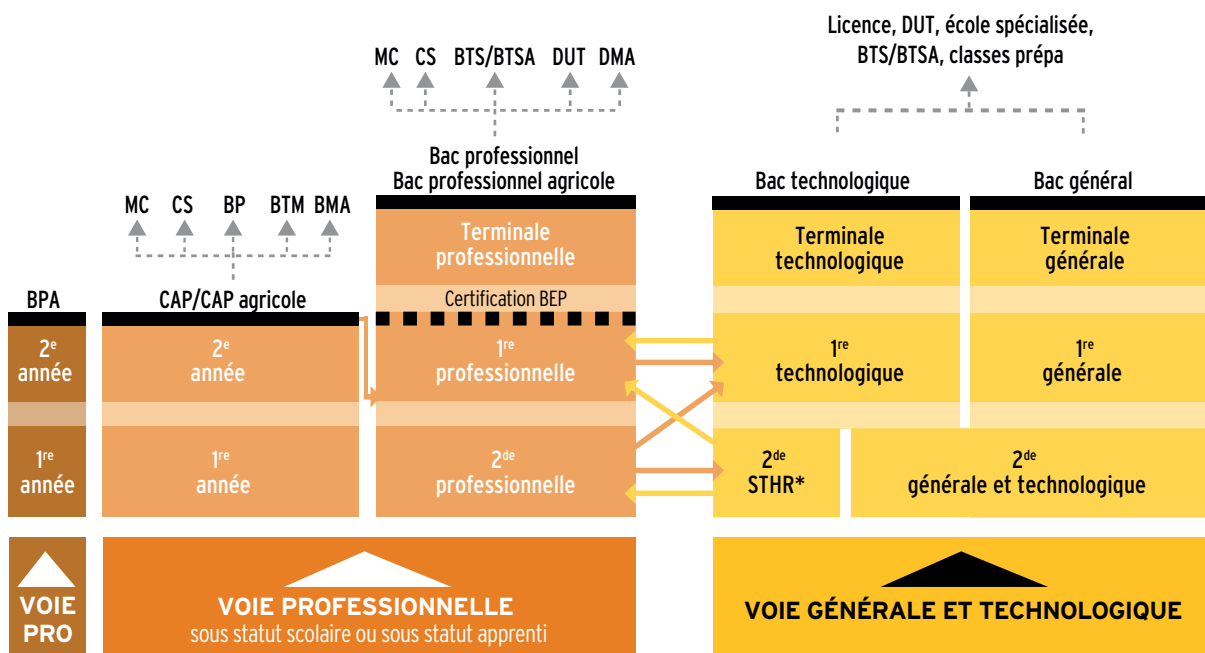 Licence, DUT, école spécialisée,
BTS/BTSA, classes prépa
MC CS BTS/BTSA DUT DMA
Bac professionnel
Bac professionnel agricole
Bac technologique
Bac général
MC CS BP BTM BMA
Terminale
professionnelle
Terminale
technologique
Terminale
générale
BPA
CAP/CAP agricole
Certification BEP
2e
année
2e
année
1re
professionnelle
1re
technologique
1re
générale
1re
année
1re
année
2de
professionnelle
2de
STHR*
2de
générale et technologique
VOIE
PRO
VOIE PROFESSIONNELLE
sous statut scolaire ou sous statut apprenti
VOIE GÉNÉRALE ET TECHNOLOGIQUE